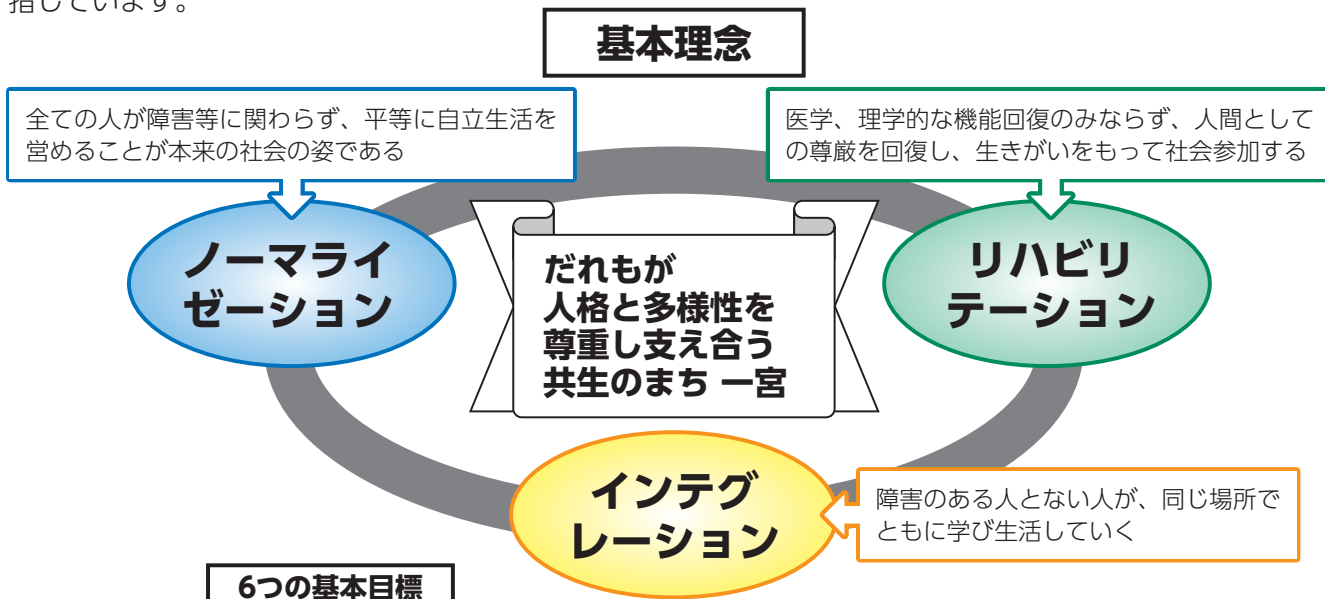 指しています。
基本理念
全ての人が障害等に関わらず、平等に自立生活を
営めることが本来の社会の姿である
医学、理学的な機能回復のみならず、人間として
の尊厳を回復し、生きがいをもって社会参加する
ノーマライ
ゼーション
だれもが
人格と多様性を
尊重し支え合う
共生のまち 一宮
リハビリ
テーション
インテグ
レーション
障害のある人とない人が、同じ場所で
ともに学び生活していく
6つの基本目標